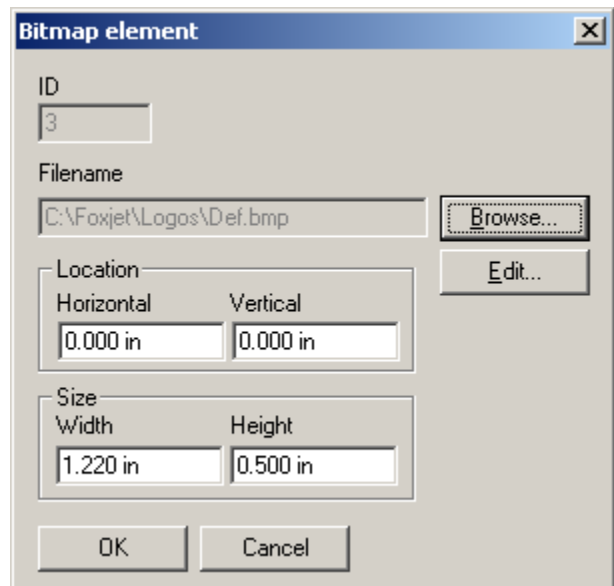 Bitmap element
ID
3
Filename
C:\Foxjet\Logos\Def.bmp
Browse...
Edit...
Location
Horizontal Vertical
0.000 in 0.000 in
Size
Width Height
1.220 in 0.500 in
OK Cancel